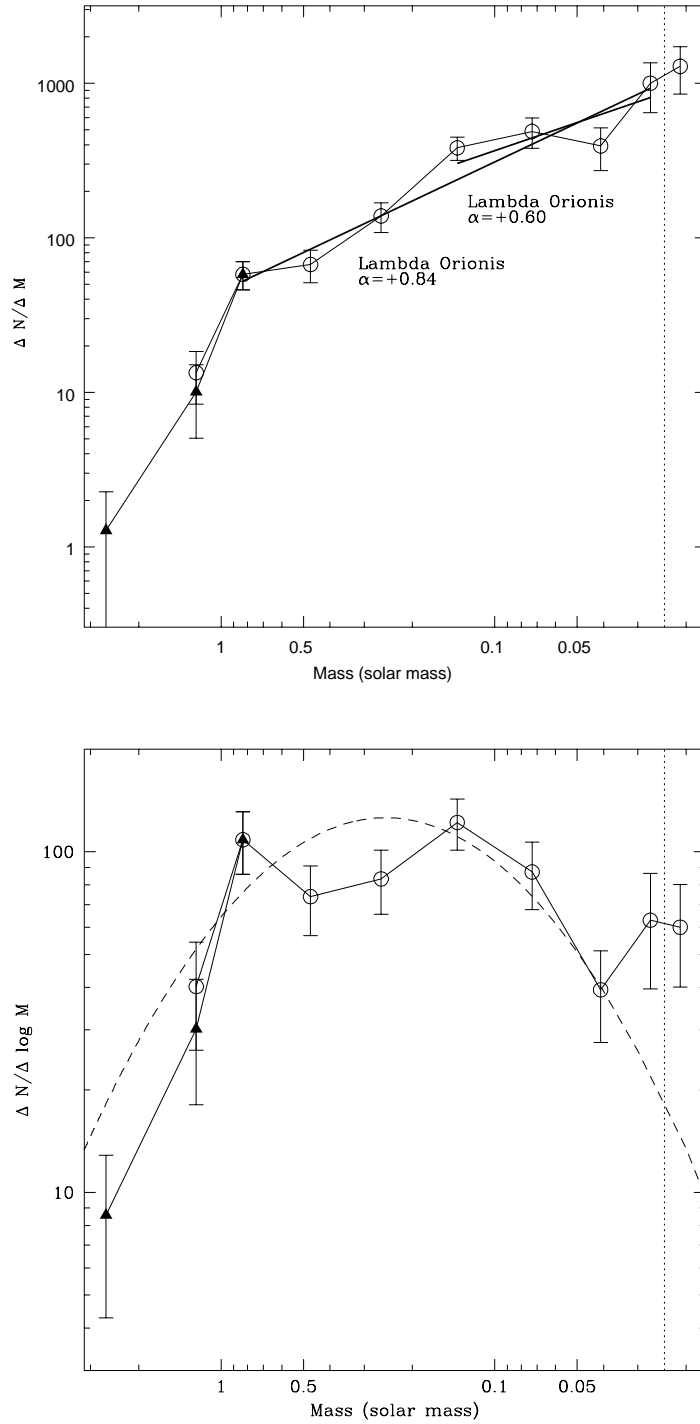 1000
100
10
1
Δ N/Δ M
Lambda Orionis
α=+0.60
Lambda Orionis
α=+0.84
1 0.5 0.1 0.05
Mass (solar mass)
100
10
Δ N/Δ log M
1 0.5 0.1 0.05
Mass (solar mass)